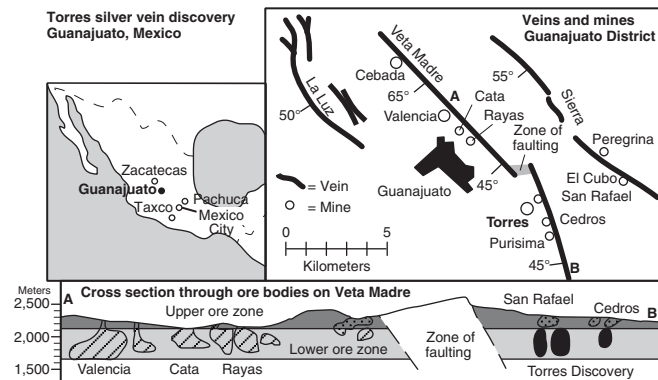 Torres silver vein discovery
Guanajuato, Mexico
Zacatecas
Guanajuato
Pachuca
Taxco
Mexico
City
Veins and mines
Guanajuato District
Veta Madre
Cebada
La Luz
50°
65°
A
Valencia
Cata
Rayas
55°
Sierra
Zone of
faulting
Peregrina
El Cubo
San Rafael
Guanajuato
45°
Torres
Cedros
Purisima
45°
B
= Vein
= Mine
0 5
Kilometers
Meters
2,500
2,000
1,500
A Cross section through ore bodies on Veta Madre
San Rafael
Cedros
B
Upper ore zone
Lower ore zone
Zone of
faulting
Valencia
Cata
Rayas
Torres Discovery